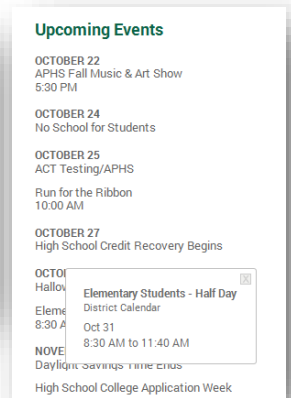 Upcoming Events
OCTOBER 22
APHS Fall Music & Art Show
5:30 PM
OCTOBER 24
No School for Students
OCTOBER 25
ACT Testing/APHS
Run for the Ribbon
10:00 AM
OCTOBER 27
High School Credit Recovery Begins
X
Elementary Students - Half Day
District Calendar
Oct 31
8:30 AM to 11:40 AM
Daylight Savings Time Ends
High School College Application Week